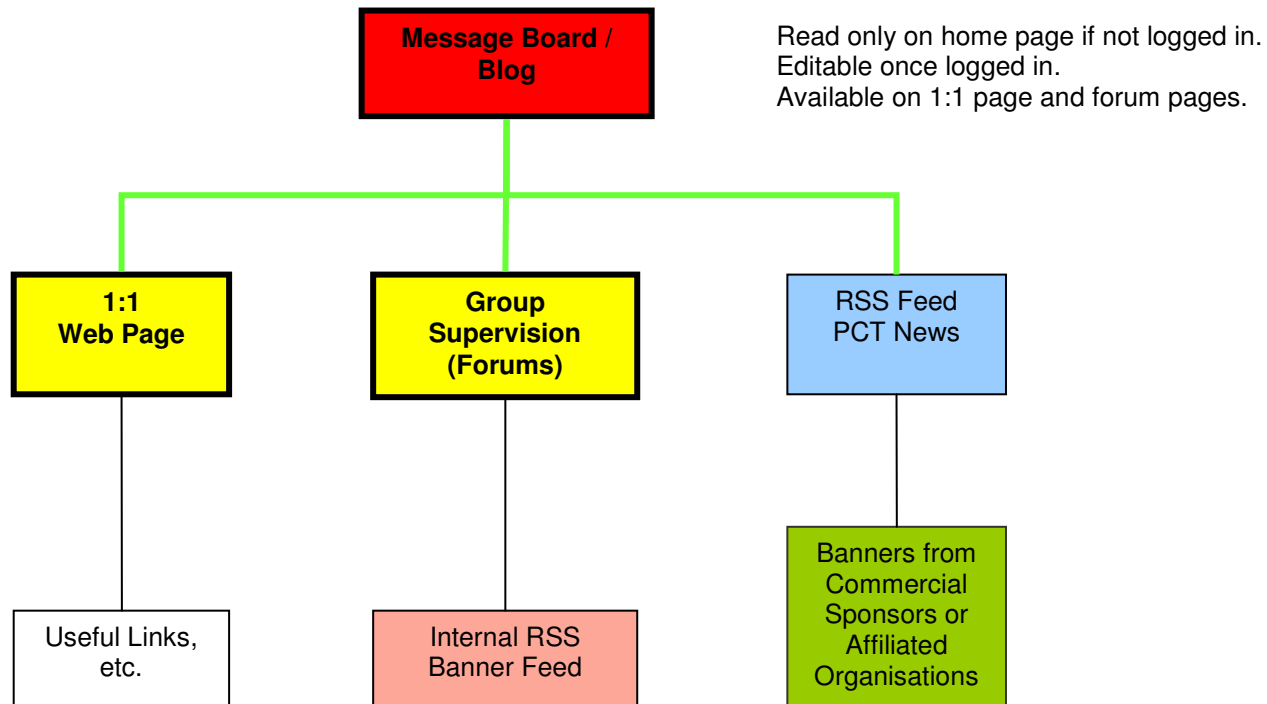 Message Board /
Blog
Read only on home page if not logged in.
Editable once logged in.
Available on 1:1 page and forum pages.
1:1
Web Page
Group
Supervision
(Forums)
RSS Feed
PCT News
Useful Links,
etc.
Internal RSS
Banner Feed
Banners from
Commercial
Sponsors or
Affiliated
Organisations